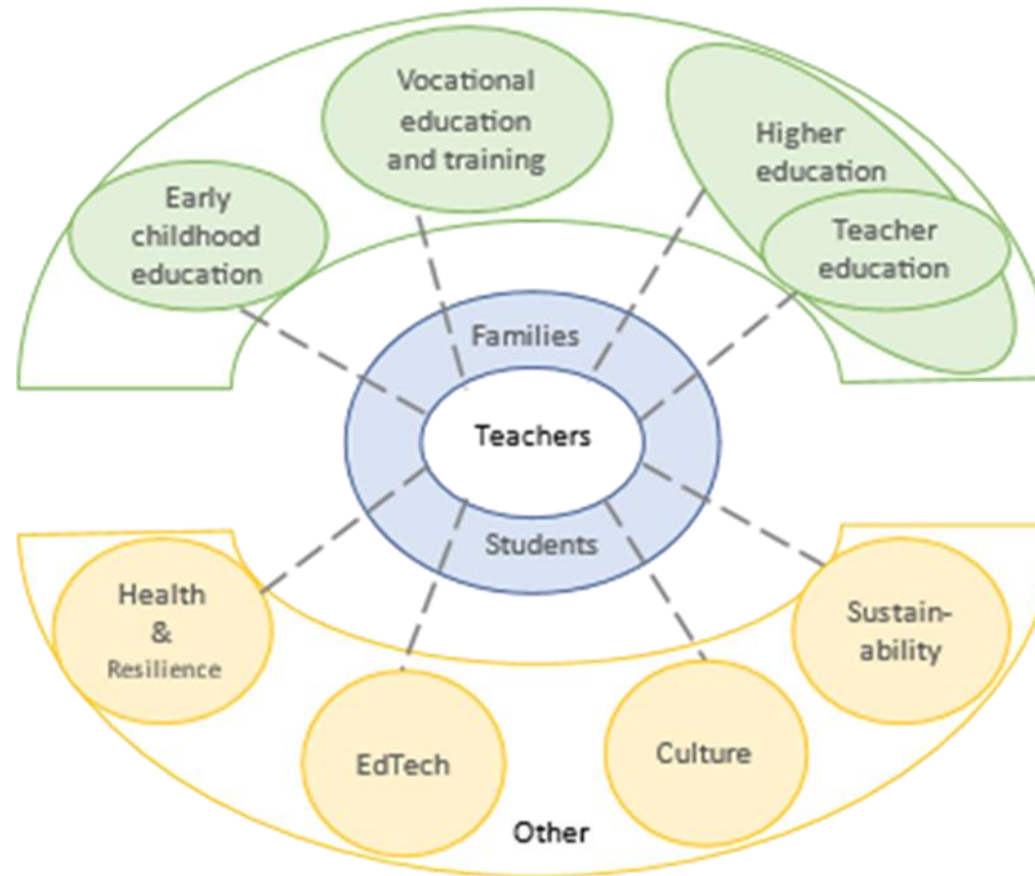 Vocational
education
and training
Higher
education
Early
childhood
education
Teacher
education
Families
Teachers
Students
Health
&
Resilience
Sustain-
ability
EdTech
Culture
Other